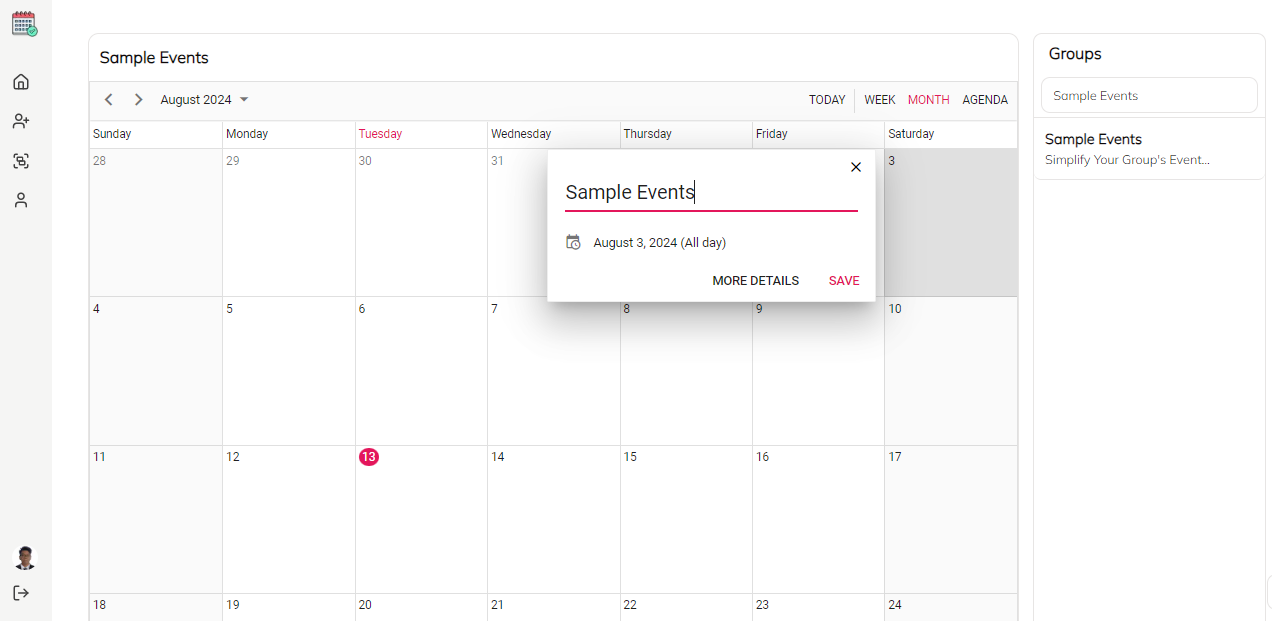 Sample Events
August 2024
TODAY WEEK MONTH AGENDA
Sunday Monday Tuesday Wednesday Thursday Friday Saturday
28 29 30 31 3
Sample Events
August 3, 2024 (All day)
MORE DETAILS SAVE
4 5 6 7 8 9 10
11 12 13 14 15 16 17
18 19 20 21 22 23 24
Groups
Sample Events
Sample Events
Simplify Your Group's Event...